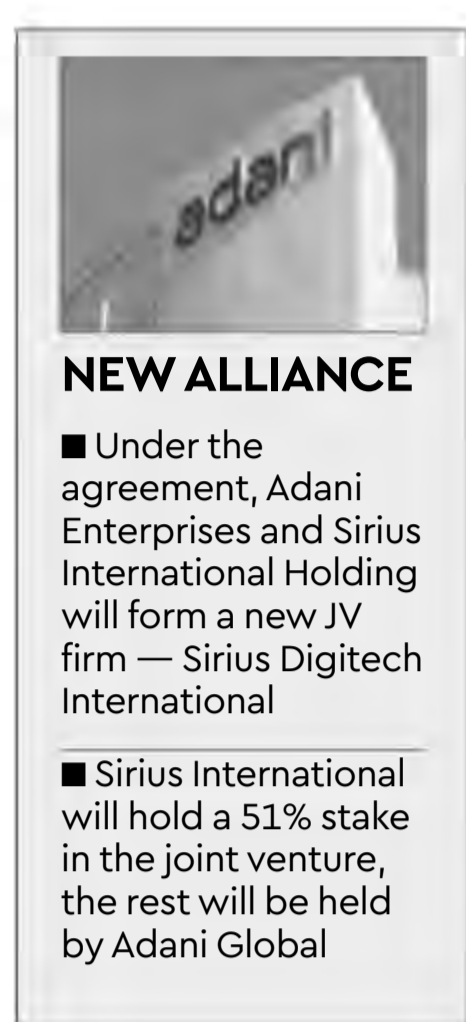 adani
NEW ALLIANCE
■ Under the
agreement, Adani
Enterprises and Sirius
International Holding
will form a new JV
firm — Sirius Digitech
International
■ Sirius International
will hold a 51% stake
in the joint venture,
the rest will be held
by Adani Global